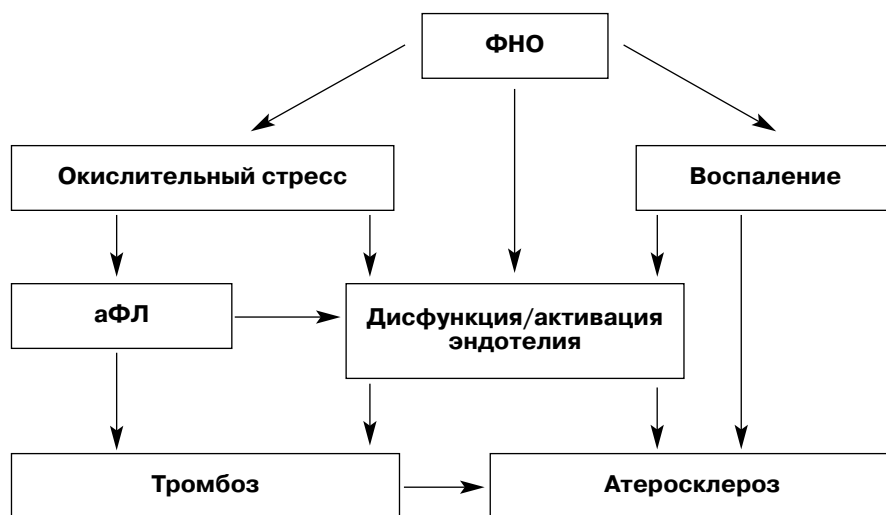 ФНО
Окислительный стресс
Воспаление
аФЛ
Дисфункция/активация
эндотелия
Тромбоз
Атеросклероз